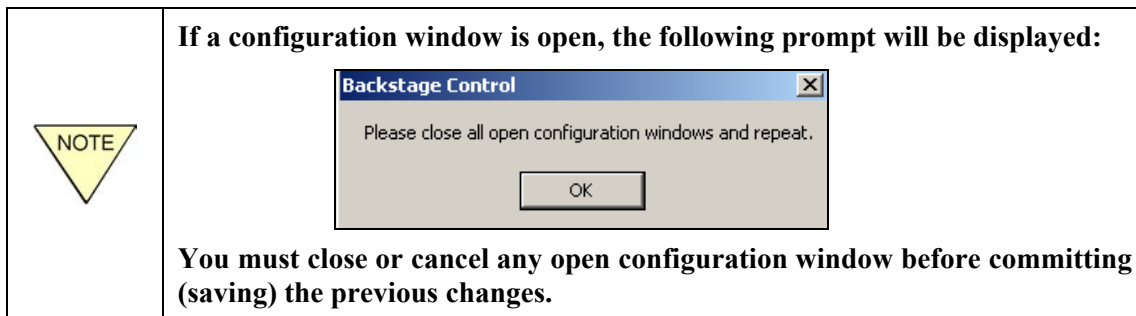 If a configuration window is open, the following prompt will be displayed:
Backstage Control
Please close all open configuration windows and repeat.
OK
NOTE
You must close or cancel any open configuration window before committing
(saving) the previous changes.